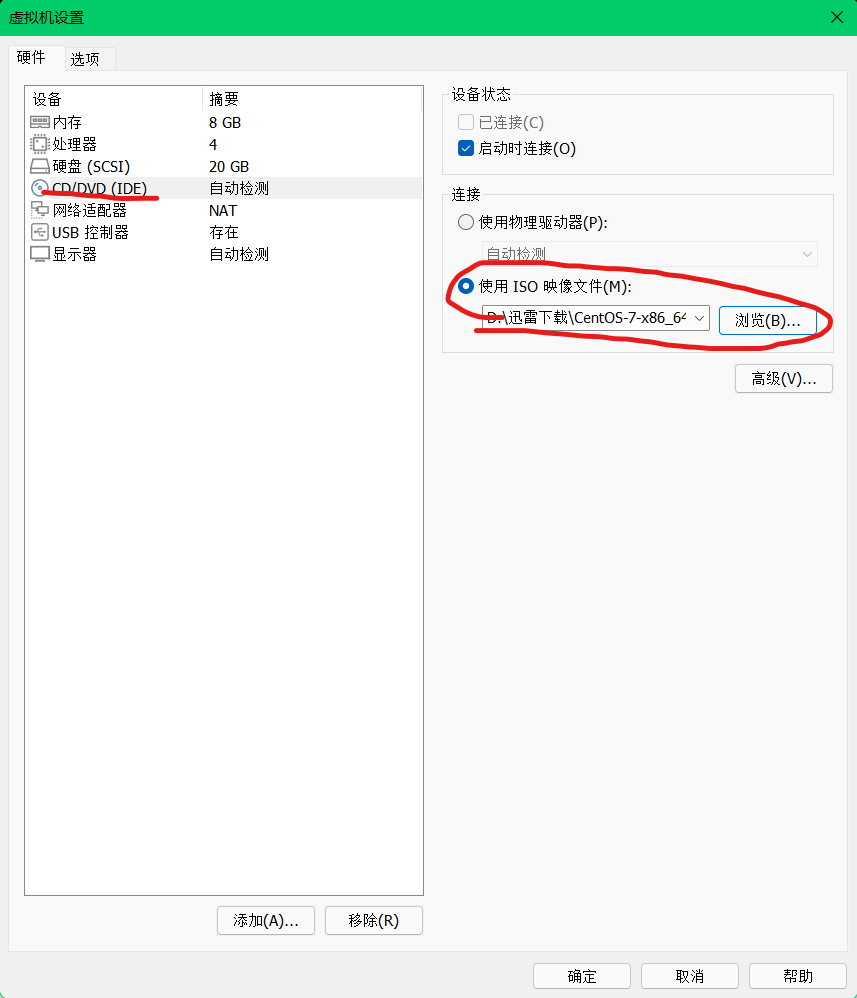 虚拟机设置
硬件 选项
设备 摘要
内存 8 GB
处理器 4
硬盘 (SCSI) 20 GB
CD/DVD (IDE) 自动检测
网络适配器 NAT
USB 控制器 存在
显示器 自动检测
添加(A)... 移除(R)
设备状态
已连接(C)
启动时连接(O)
连接
使用物理驱动器(P):
自动检测
使用 ISO 映像文件(M):
D:\迅雷下载\CentOS-7-x86_64 浏览(B)...
高级(V)...
确定 取消 帮助